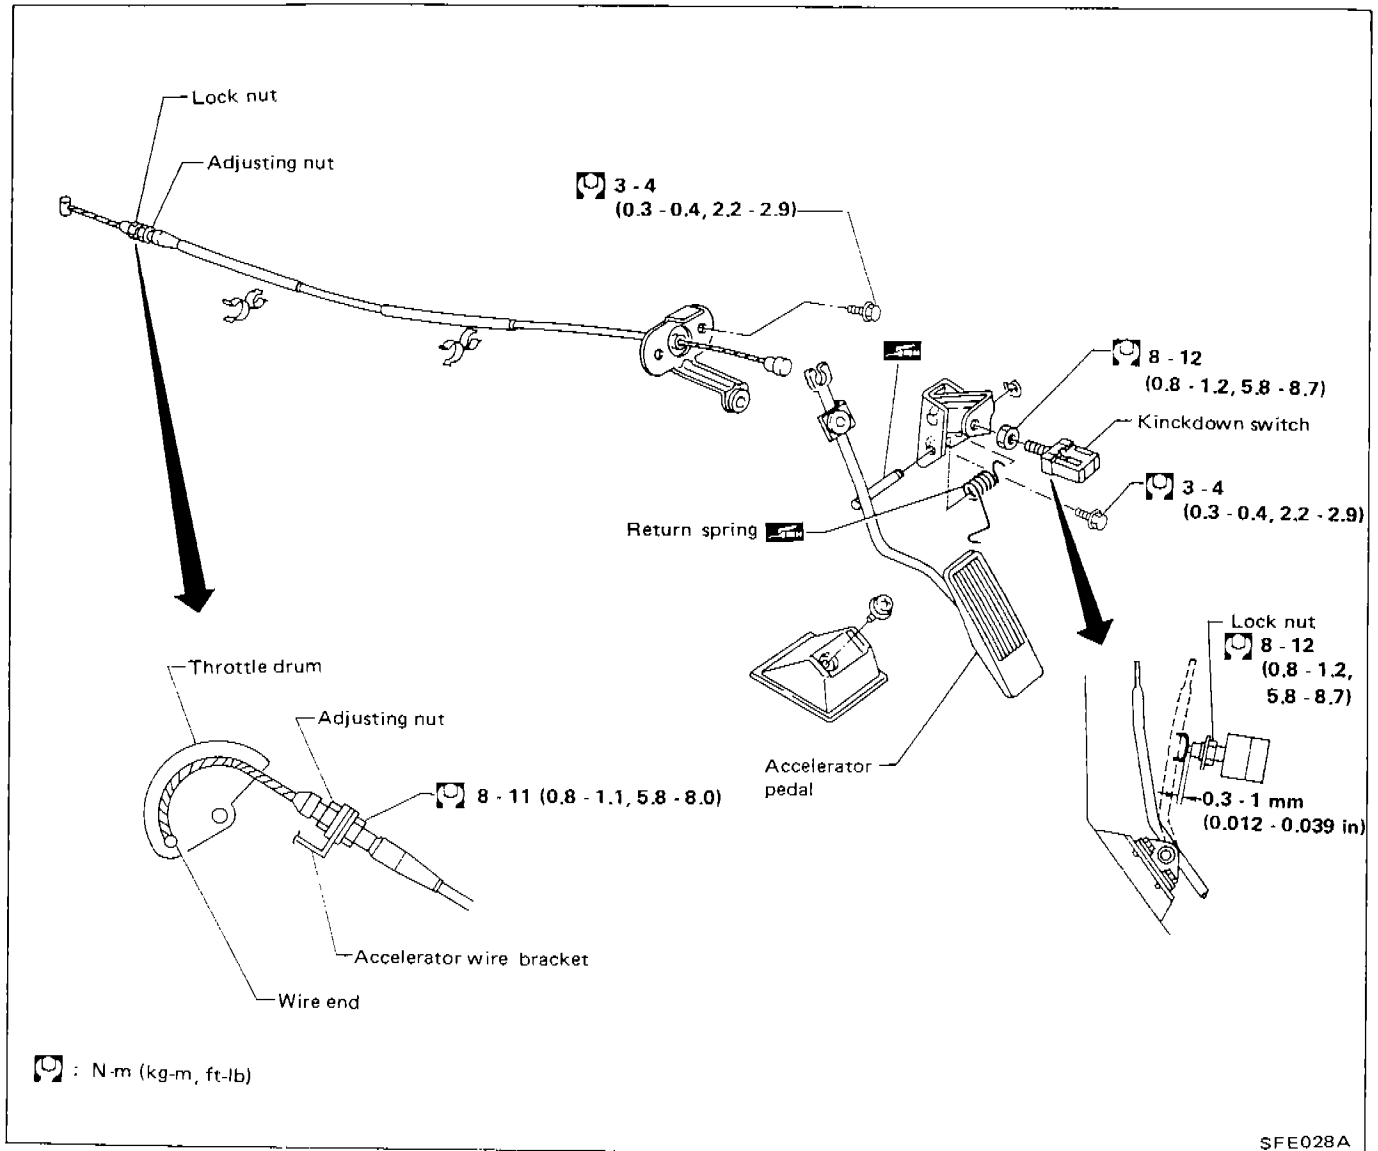 Lock nut
Adjusting nut
3 - 4
(0.3 - 0.4, 2.2 - 2.9)
8 - 12
(0.8 - 1.2, 5.8 - 8.7)
Kinckdown switch
3 - 4
(0.3 - 0.4, 2.2 - 2.9)
Return spring
Lock nut
8 - 12
(0.8 - 1.2,
5.8 - 8.7)
Throttle drum
Adjusting nut
8 - 11 (0.8 - 1.1, 5.8 - 8.0)
Accelerator
pedal
0.3 - 1 mm
(0.012 - 0.039 in)
Accelerator wire bracket
Wire end
: N-m (kg-m, ft-lb)
SFE028A